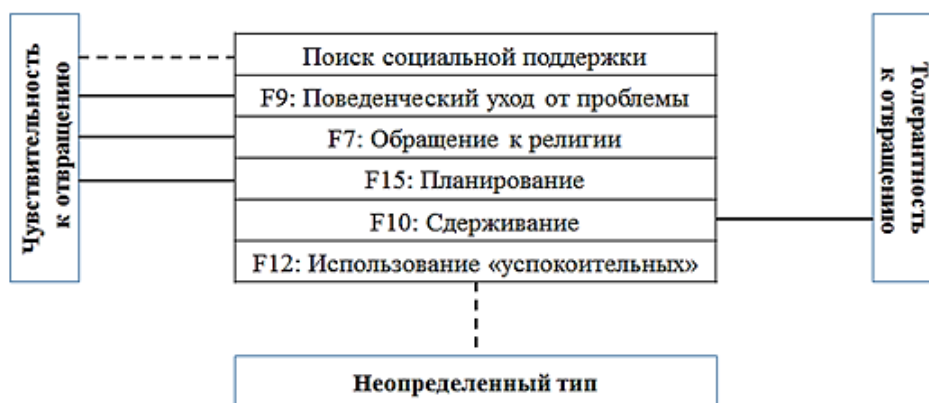 Чувствительность
к отвращению
Поиск социальной поддержки
F9: Поведенческий уход от проблемы
F7: Обращение к религии
F15: Планирование
F10: Сдерживание
F12: Использование «успокоительных»
Толерантность
к отвращению
Неопределенный тип